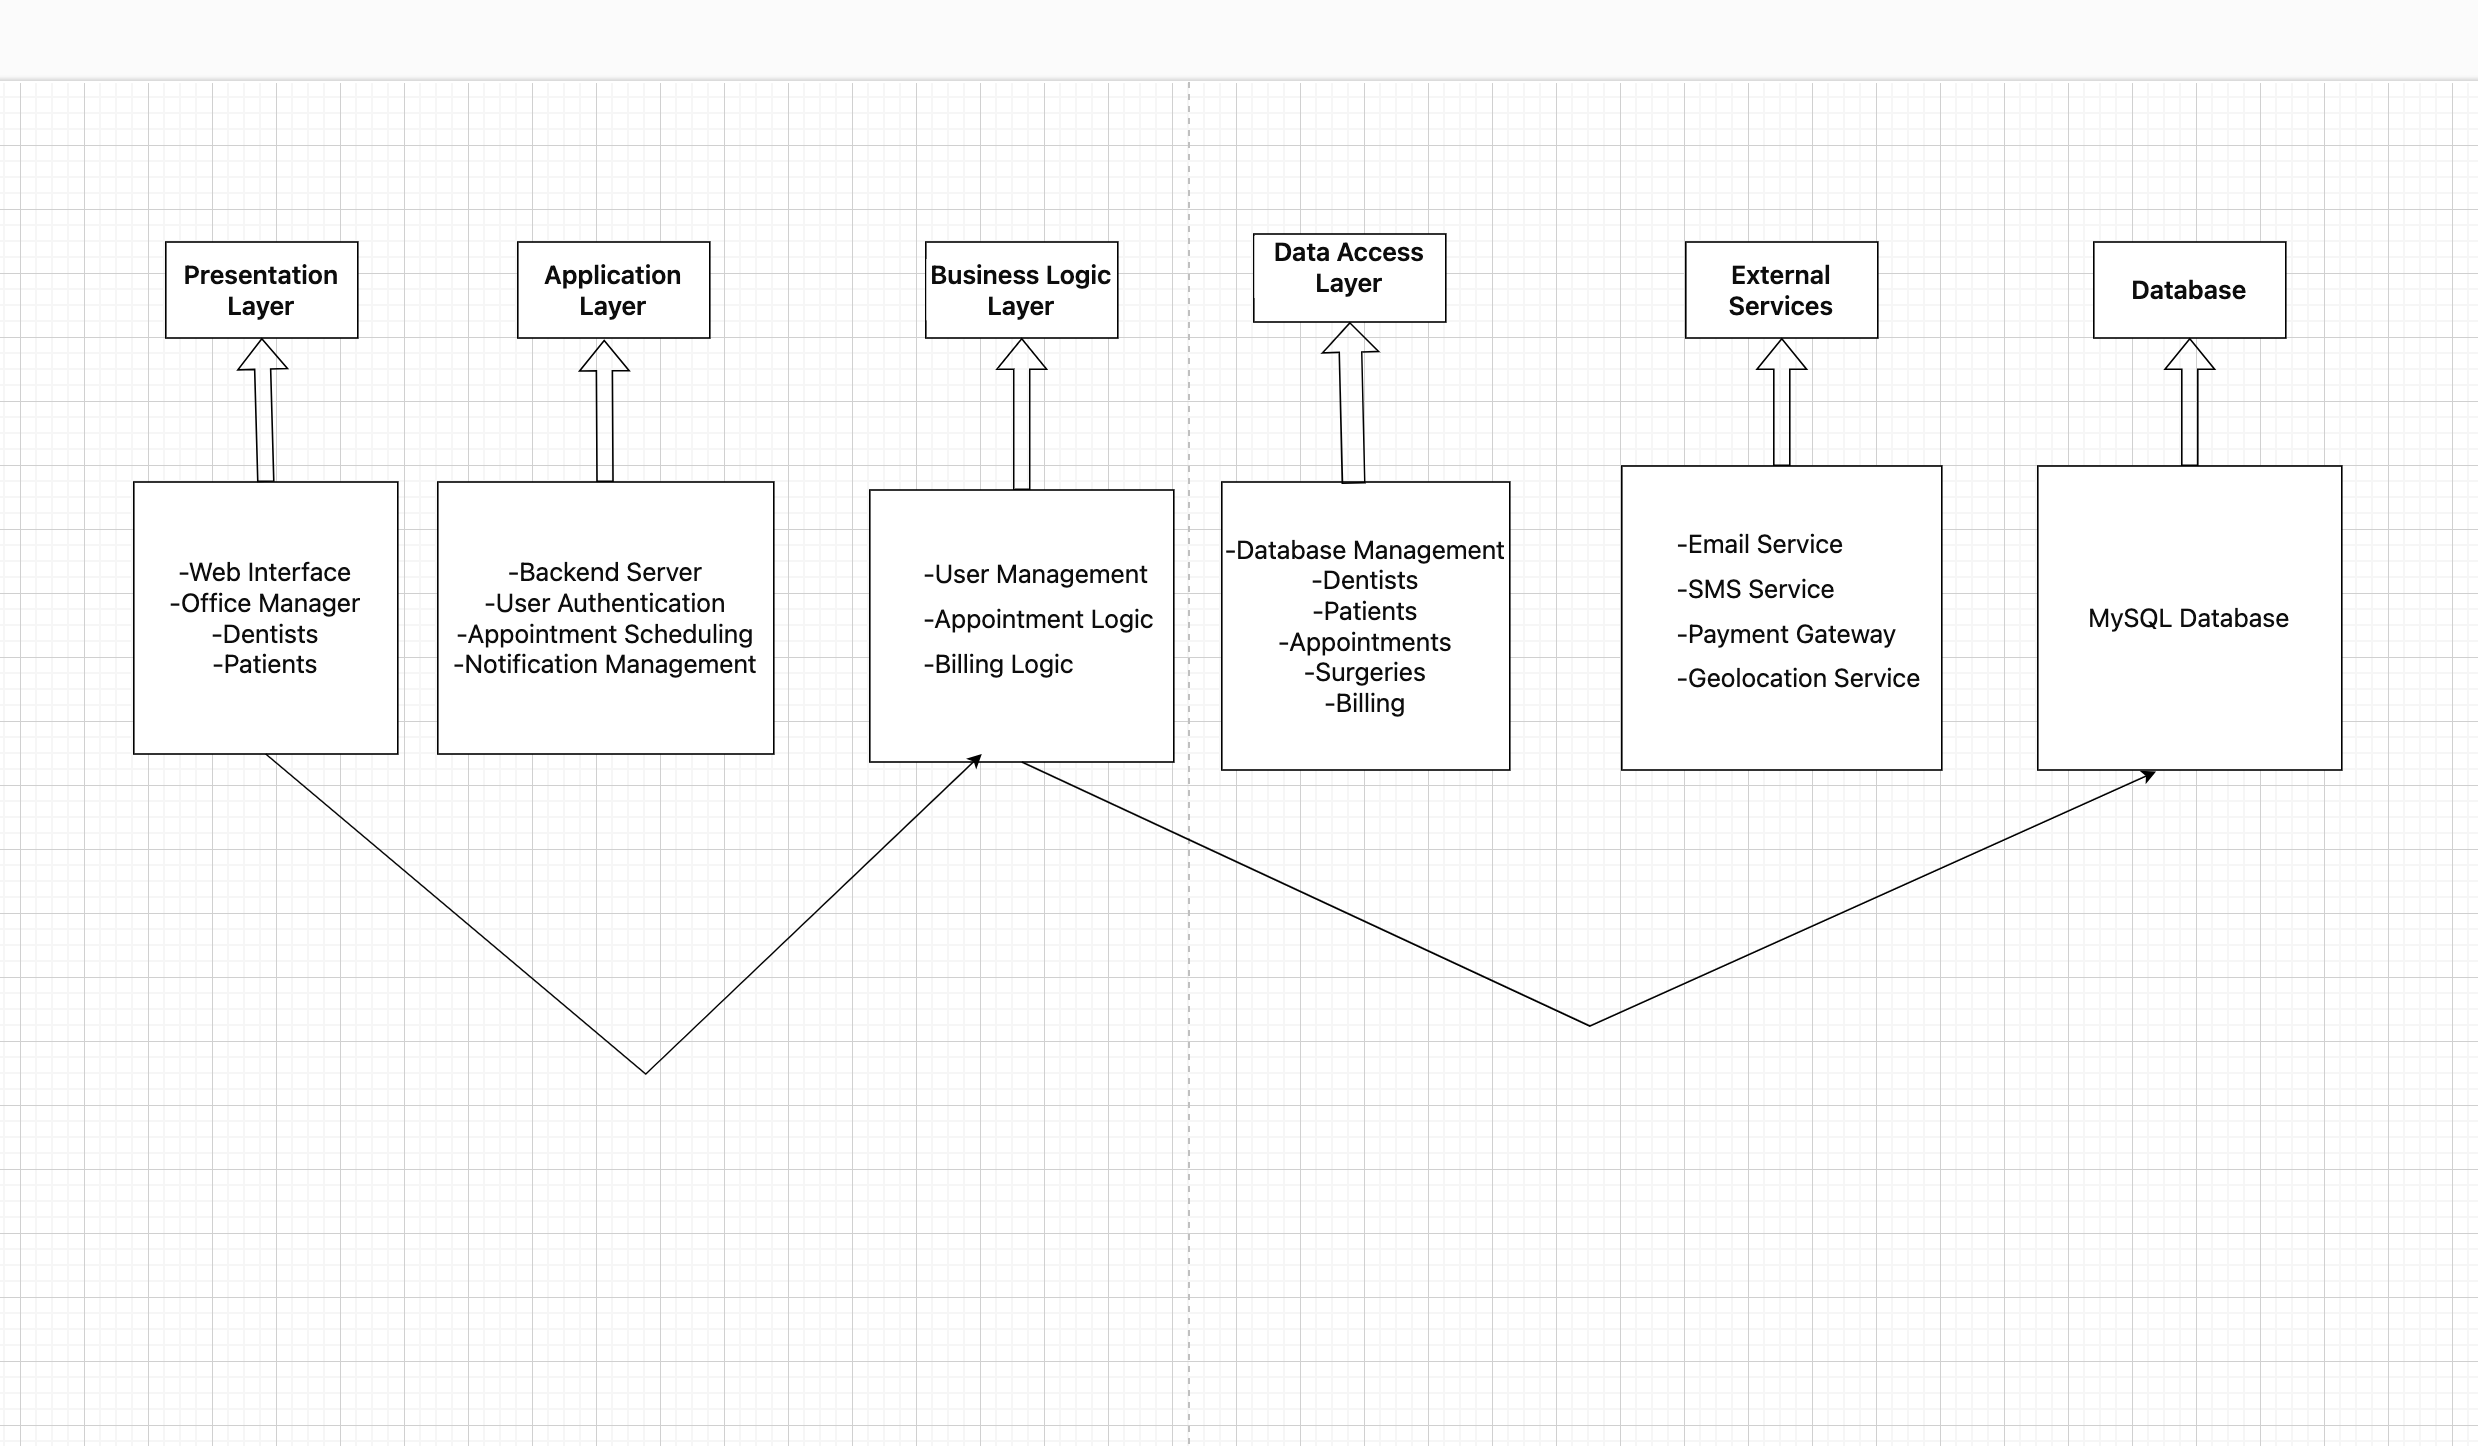 Presentation
Layer
Application
Layer
Business Logic
Layer
Data Access
Layer
External
Services
Database
-Web Interface
-Office Manager
-Dentists
-Patients
-Backend Server
-User Authentication
-Appointment Scheduling
-Notification Management
-User Management
-Appointment Logic
-Billing Logic
-Database Management
-Dentists
-Patients
-Appointments
-Surgeries
-Billing
-Email Service
-SMS Service
-Payment Gateway
-Geolocation Service
MySQL Database